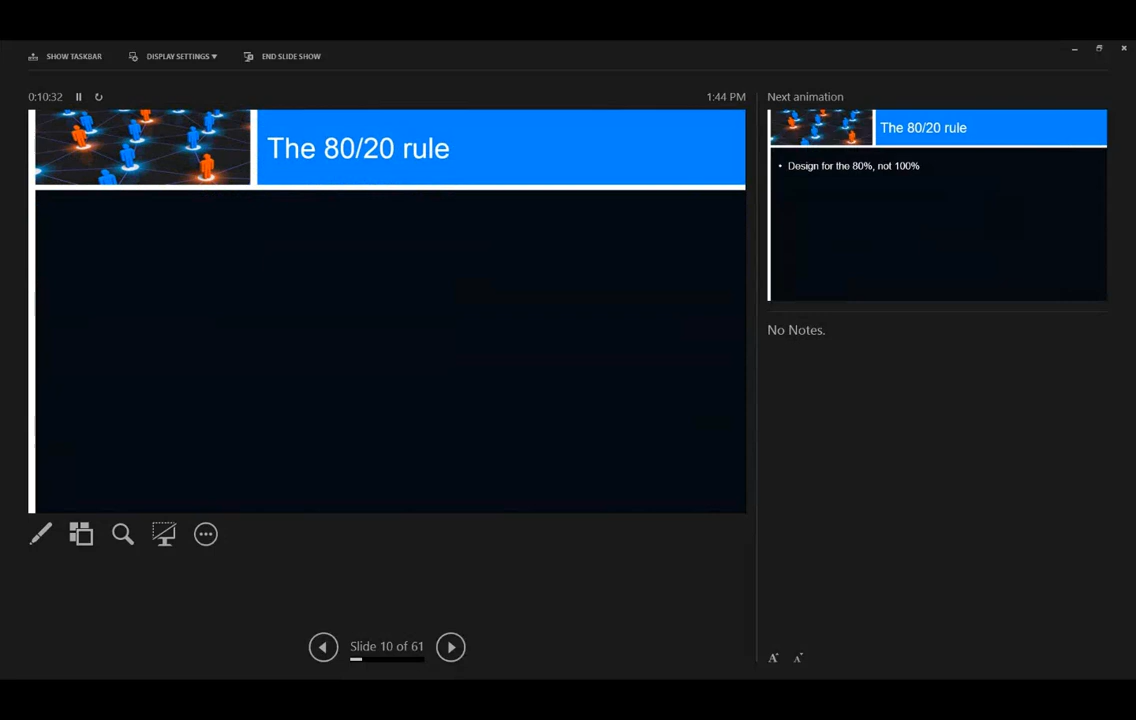 SHOW TASKBAR
DISPLAY SETTINGS ▾
END SLIDE SHOW
0:10:32
1:44 PM
The 80/20 rule
Slide 10 of 61
Next animation
The 80/20 rule
• Design for the 80%, not 100%
No Notes.
A A